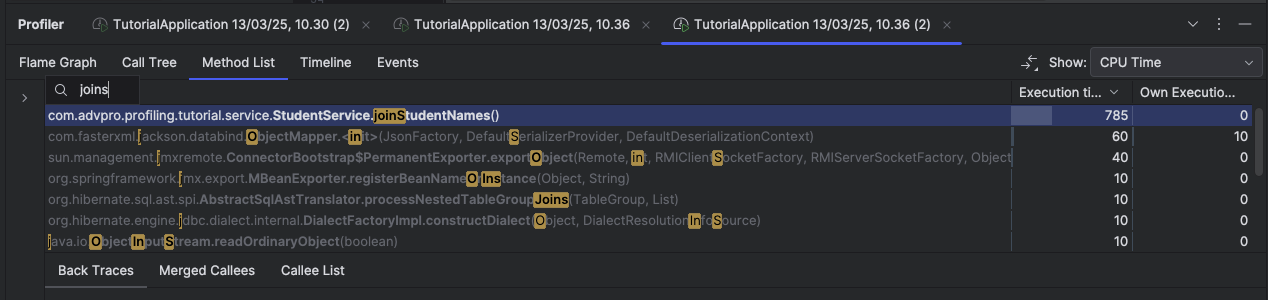 Profiler TutorialApplication 13/03/25, 10.30 (2) TutorialApplication 13/03/25, 10.36 TutorialApplication 13/03/25, 10.36 (2)
Flame Graph Call Tree Method List Timeline Events Show: CPU Time
joins
Execution ti... Own Executio...
com.advpro.profiling.tutorial.service.StudentService.joinStudentNames() 785 0
com.fasterxml.jackson.databind.ObjectMapper.<init>(JsonFactory, DefaultSerializerProvider, DefaultDeserializationContext) 60 10
sun.management.jmxremote.ConnectorBootstrap$PermanentExporter.exportObject(Remote, int, RMIClientSocketFactory, RMIServerSocketFactory, Object 40 0
org.springframework.jmx.export.MBeanExporter.registerBeanNameOrInstance(Object, String) 10 0
org.hibernate.sql.ast.spi.AbstractSqlAstTranslator.processNestedTableGroupJoins(TableGroup, List) 10 0
org.hibernate.engine.jdbc.dialect.internal.DialectFactoryImpl.constructDialect(Object, DialectResolutionInfoSource) 10 0
java.io.ObjectInputStream.readOrdinaryObject(boolean) 10 0
Back Traces Merged Callees Callee List